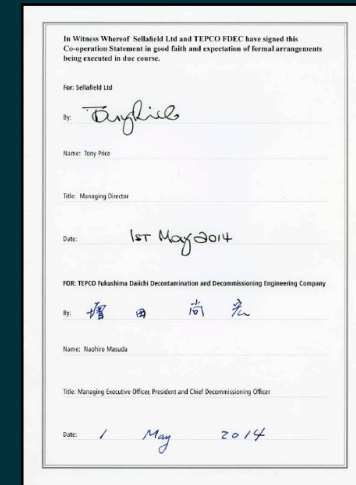 In Witness Whereof Sellafield Ltd and TEPCO FDEC have signed this
Co-operation Statement in good faith and expectation of formal arrangements
being executed in due course.
For: Sellafield Ltd
By: Tony Price
Name: Tony Price
Title: Managing Director
Date: 1ST May 2014
FOR: TEPCO Fukushima Daiichi Decontamination and Decommissioning Engineering Company
By: 増田 尚宏
Name: Naohiro Masuda
Title: Managing Executive Officer, President and Chief Decommissioning Officer
Date: 1 May 2014